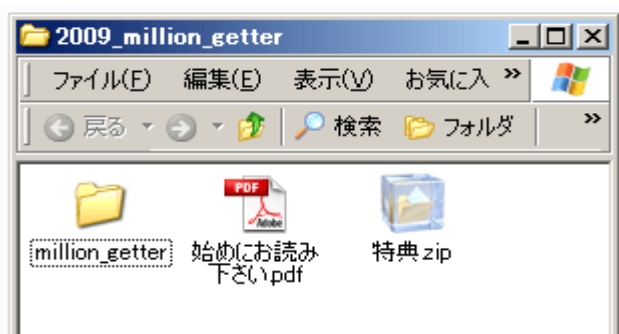 2009_million_getter
ファイル(F) 編集(E) 表示(V) お気に入 »
戻る 検索 フォルダ »
PDF
Adobe
million_getter 始めにお読み 特典.zip
下さい.pdf